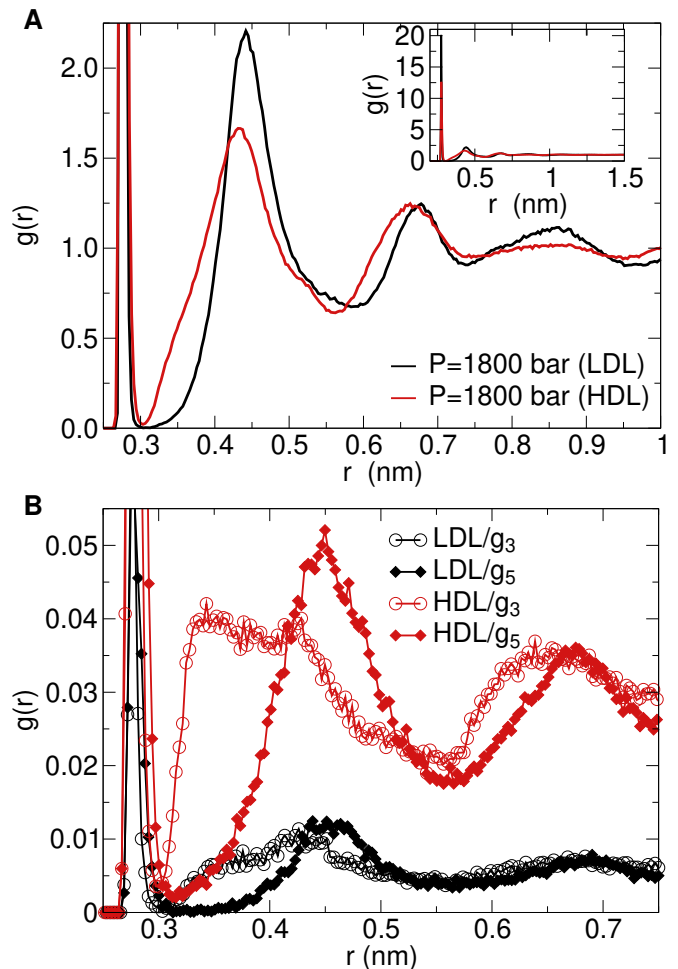 A
g(r)
2.0
1.5
1.0
0.5
0.0
0.3 0.4 0.5 0.6 0.7 0.8 0.9 1
r (nm)
g(r)
20
15
10
5
0
0.5 1 1.5
r (nm)
P=1800 bar (LDL)
P=1800 bar (HDL)
B
g(r)
0.05
0.04
0.03
0.02
0.01
0
0.3 0.4 0.5 0.6 0.7
r (nm)
LDL/g₃
LDL/g₅
HDL/g₃
HDL/g₅